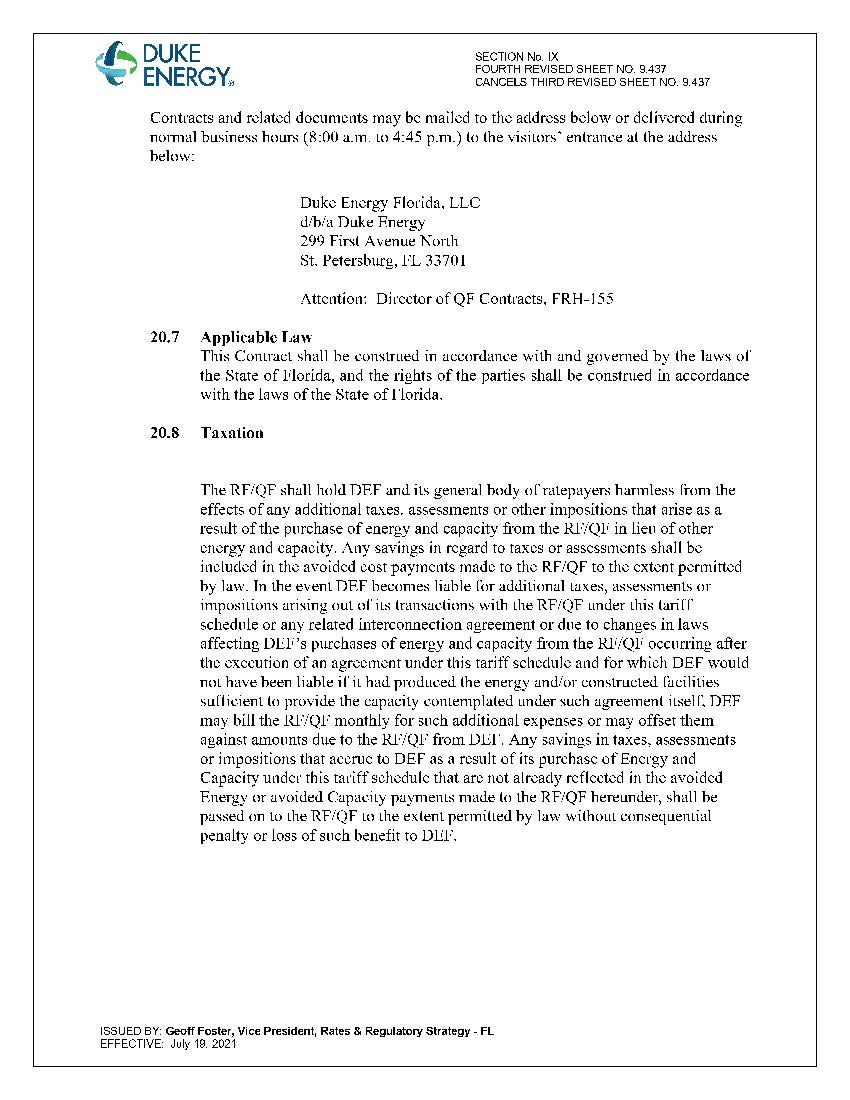 DUKE
ENERGY®
SECTION No. IX
FOURTH REVISED SHEET NO. 9.437
CANCELS THIRD REVISED SHEET NO. 9.437
Contracts and related documents may be mailed to the address below or delivered during
normal business hours (8:00 a.m. to 4:45 p.m.) to the visitors' entrance at the address
below:
Duke Energy Florida, LLC
d/b/a Duke Energy
299 First Avenue North
St. Petersburg, FL 33701
Attention: Director of QF Contracts, FRH-155
20.7 Applicable Law
This Contract shall be construed in accordance with and governed by the laws of
the State of Florida, and the rights of the parties shall be construed in accordance
with the laws of the State of Florida.
20.8 Taxation
The RF/QF shall hold DEF and its general body of ratepayers harmless from the
effects of any additional taxes, assessments or other impositions that arise as a
result of the purchase of energy and capacity from the RF/QF in lieu of other
energy and capacity. Any savings in regard to taxes or assessments shall be
included in the avoided cost payments made to the RF/QF to the extent permitted
by law. In the event DEF becomes liable for additional taxes, assessments or
impositions arising out of its transactions with the RF/QF under this tariff
schedule or any related interconnection agreement or due to changes in laws
affecting DEF's purchases of energy and capacity from the RF/QF occurring after
the execution of an agreement under this tariff schedule and for which DEF would
not have been liable if it had produced the energy and/or constructed facilities
sufficient to provide the capacity contemplated under such agreement itself, DEF
may bill the RF/QF monthly for such additional expenses or may offset them
against amounts due to the RF/QF from DEF. Any savings in taxes, assessments
or impositions that accrue to DEF as a result of its purchase of Energy and
Capacity under this tariff schedule that are not already reflected in the avoided
Energy or avoided Capacity payments made to the RF/QF hereunder, shall be
passed on to the RF/QF to the extent permitted by law without consequential
penalty or loss of such benefit to DEF.
ISSUED BY: Geoff Foster, Vice President, Rates & Regulatory Strategy - FL
EFFECTIVE: July 19, 2021